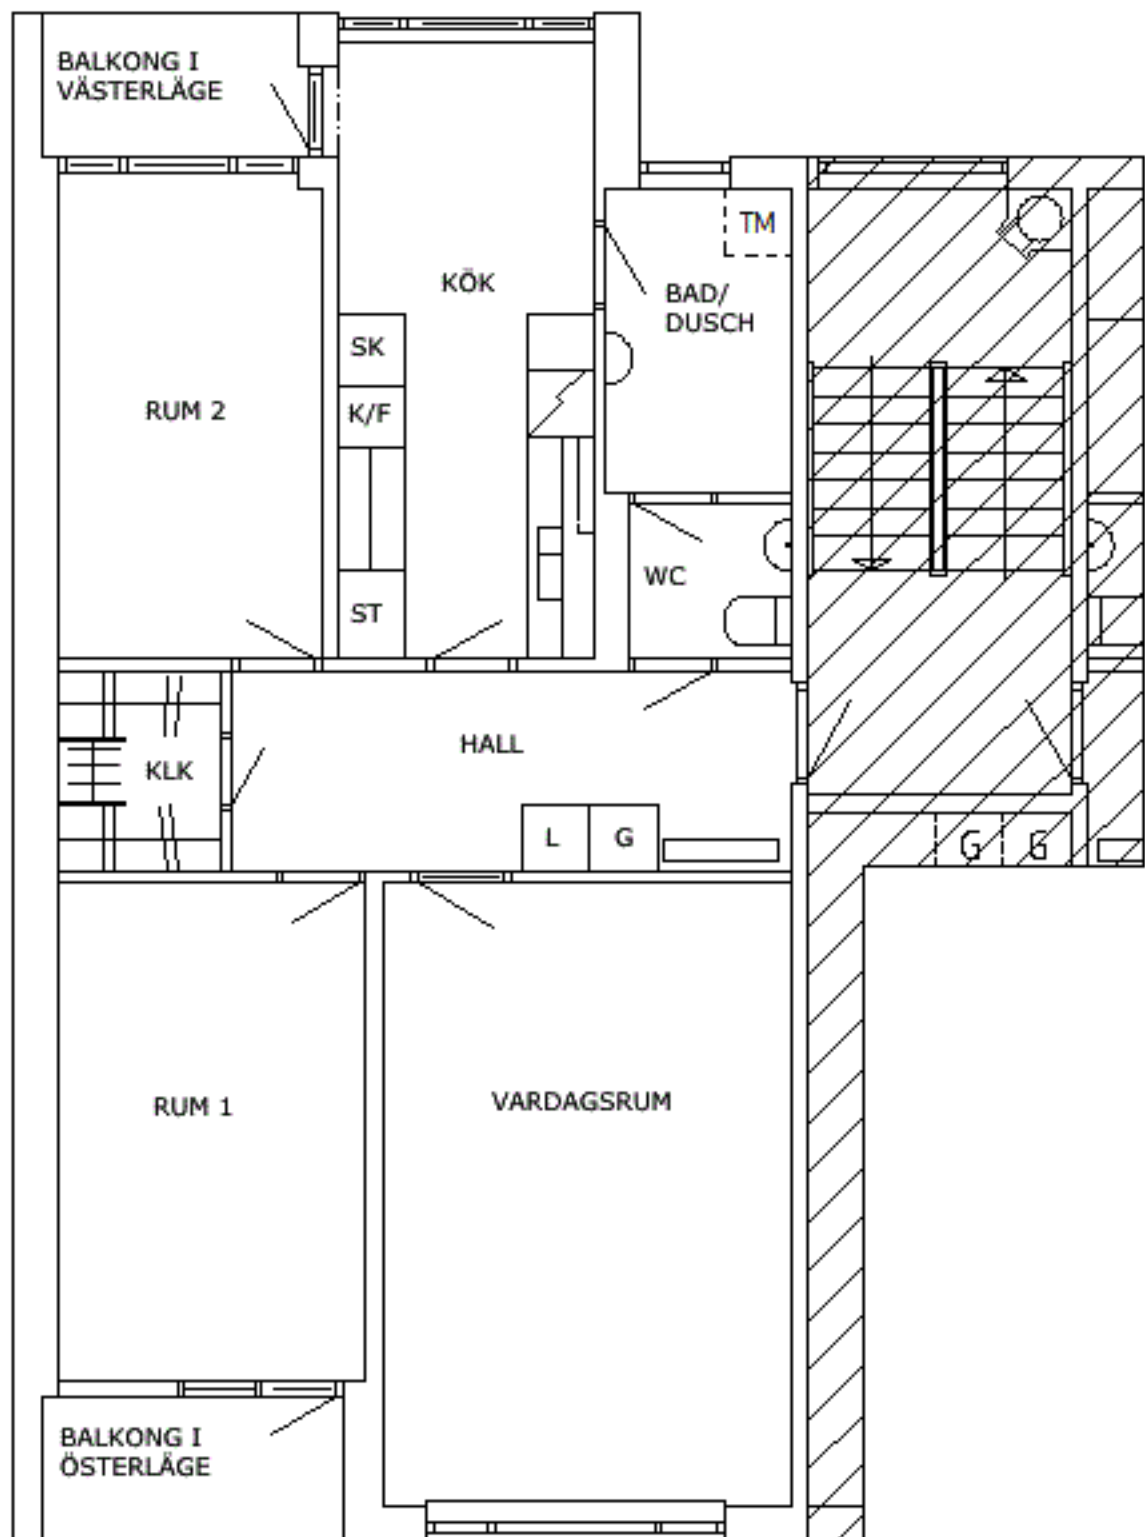 BALKONG I
VÄSTERLÄGE
TM
KÖK
BAD/
DUSCH
SK
K/F
RUM 2
WC
ST
HALL
KLK
L
G
G
G
RUM 1
VARDAGSRUM
BALKONG I
ÖSTERLÄGE